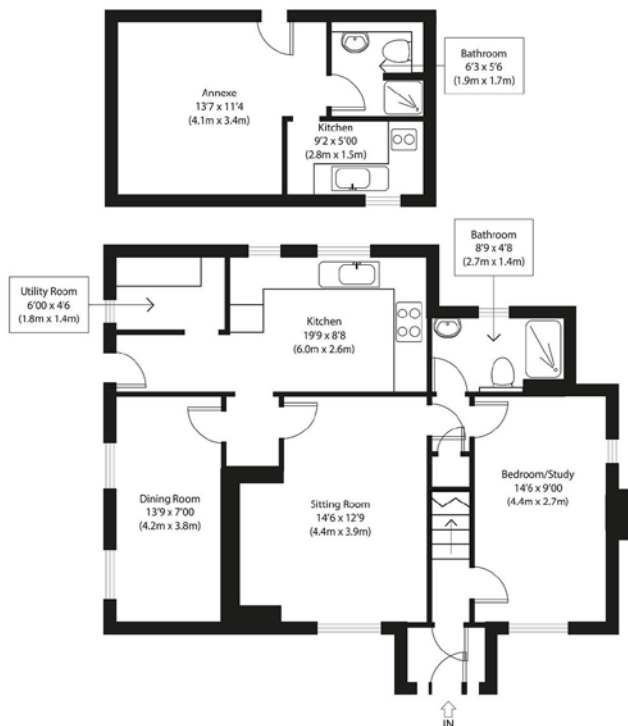 Annexe
13'7 x 11'4
(4.1m x 3.4m)
Bathroom
6'3 x 5'6
(1.9m x 1.7m)
Kitchen
9'2 x 5'00
(2.8m x 1.5m)
Bathroom
8'9 x 4'8
(2.7m x 1.4m)
Utility Room
6'00 x 4'6
(1.8m x 1.4m)
Kitchen
19'9 x 8'8
(6.0m x 2.6m)
Dining Room
13'9 x 7'00
(4.2m x 3.8m)
Sitting Room
14'6 x 12'9
(4.4m x 3.9m)
Bedroom/Study
14'6 x 9'00
(4.4m x 2.7m)
IN